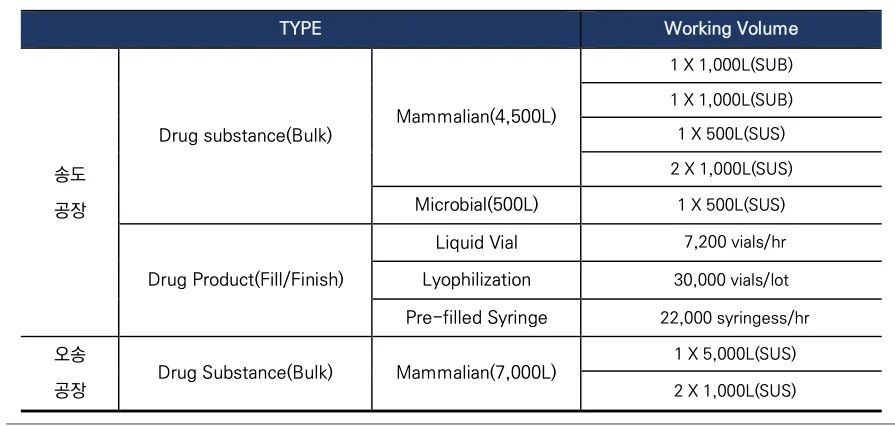 TYPE Working Volume
송도
공장
Drug substance(Bulk)
Mammalian(4,500L)
1 X 1,000L(SUB)
1 X 1,000L(SUB)
1 X 500L(SUS)
2 X 1,000L(SUS)
Microbial(500L) 1 X 500L(SUS)
Drug Product(Fill/Finish)
Liquid Vial 7,200 vials/hr
Lyophilization 30,000 vials/lot
Pre-filled Syringe 22,000 syringess/hr
오송
공장
Drug Substance(Bulk)
Mammalian(7,000L)
1 X 5,000L(SUS)
2 X 1,000L(SUS)